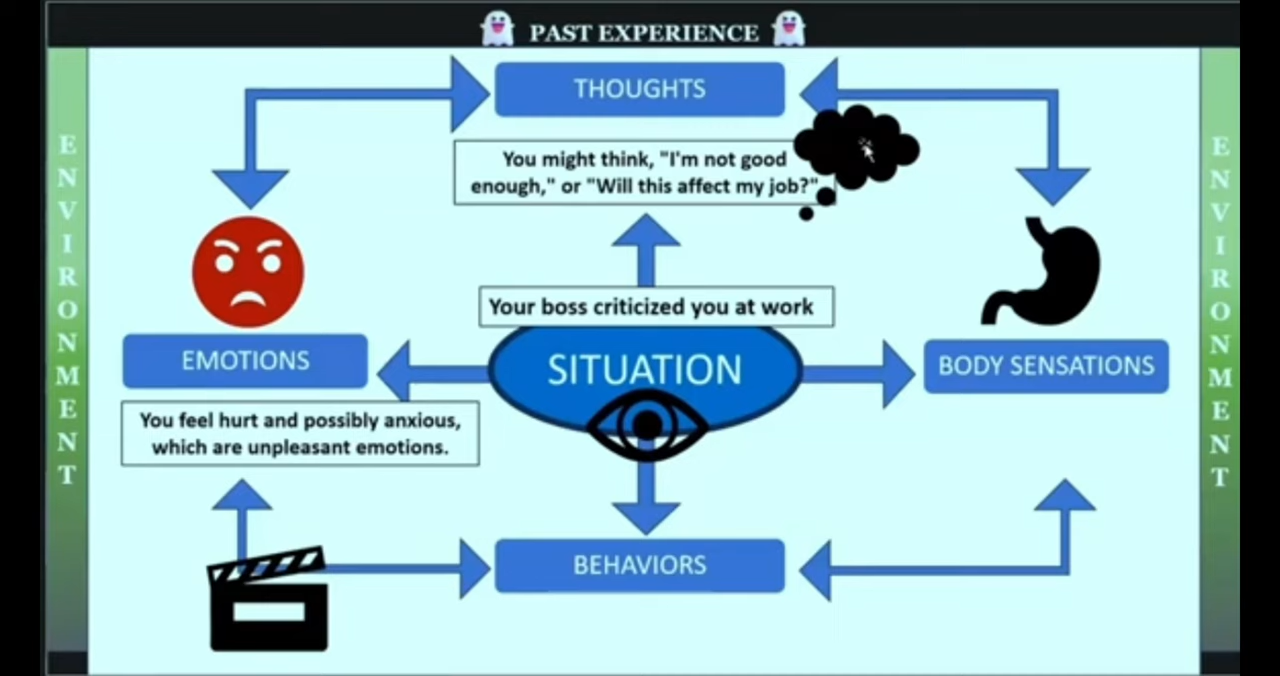 PAST EXPERIENCE
THOUGHTS
You might think, "I'm not good
enough," or "Will this affect my job?"
ENVIRONMENT
ENVIRONMENT
Your boss criticized you at work
SITUATION
EMOTIONS
BODY SENSATIONS
You feel hurt and possibly anxious,
which are unpleasant emotions.
BEHAVIORS